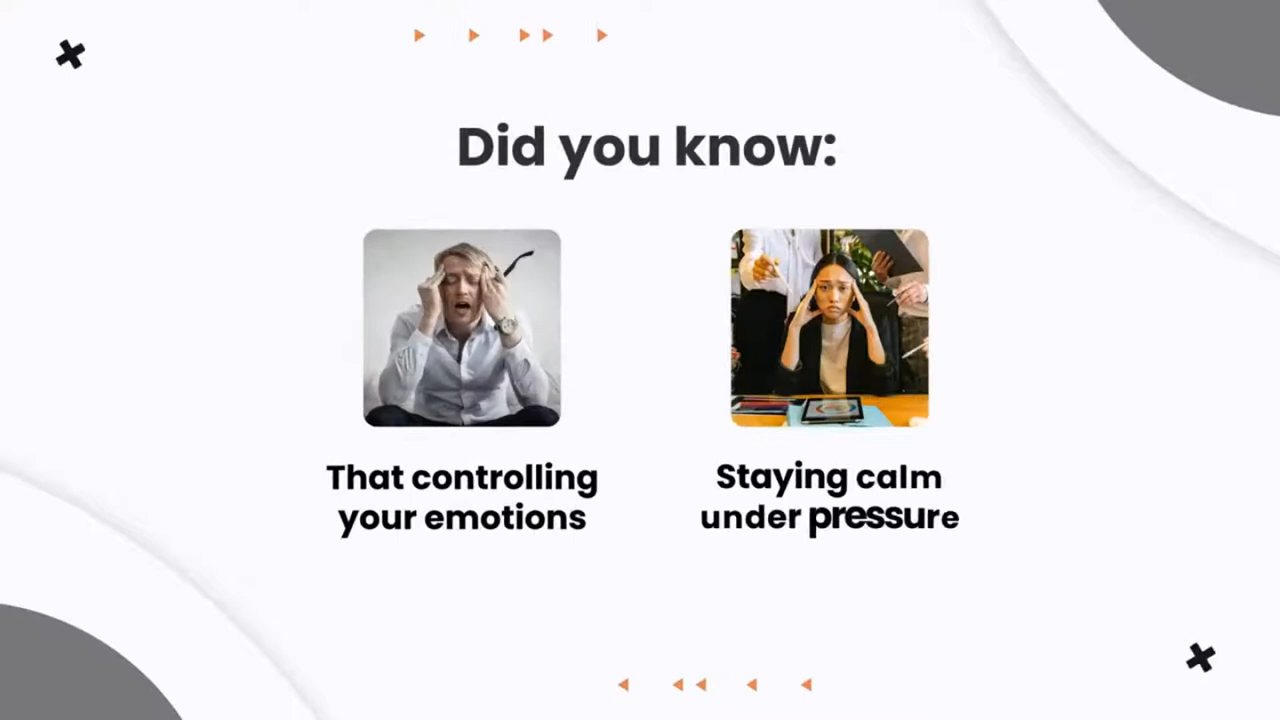 Did you know:
That controlling
your emotions
Staying calm
under pressure